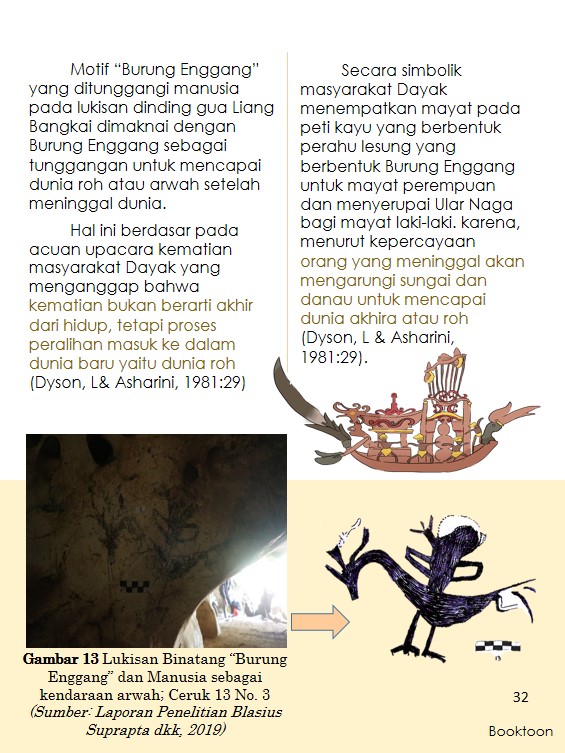 Motif “Burung Enggang”
yang ditunggangi manusia
pada lukisan dinding gua Liang
Bangkai dimaknai dengan
Burung Enggang sebagai
tunggangan untuk mencapai
dunia roh atau arwah setelah
meninggal dunia.
Hal ini berdasar pada
acuan upacara kematian
masyarakat Dayak yang
menganggap bahwa
kematian bukan berarti akhir
dari hidup, tetapi proses
peralihan masuk ke dalam
dunia baru yaitu dunia roh
(Dyson, L& Asharini, 1981:29)
Secara simbolik
masyarakat Dayak
menempatkan mayat pada
peti kayu yang berbentuk
perahu lesung yang
berbentuk Burung Enggang
untuk mayat perempuan
dan menyerupai Ular Naga
bagi mayat laki-laki. karena,
menurut kepercayaan
orang yang meninggal akan
mengarungi sungai dan
danau untuk mencapai
dunia akhira atau roh
(Dyson, L & Asharini,
1981:29).
Gambar 13 Lukisan Binatang “Burung
Enggang” dan Manusia sebagai
kendaraan arwah; Ceruk 13 No. 3
(Sumber: Laporan Penelitian Blasius
Suprapta dkk, 2019)
32
Booktoon